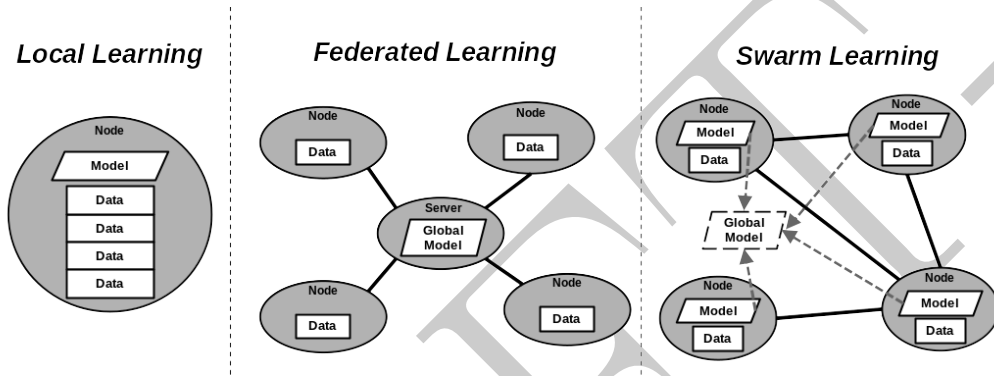 Local Learning
Node
Model
Data
Data
Data
Data
Federated Learning
Node
Data
Node
Data
Server
Global
Model
Node
Data
Node
Data
Swarm Learning
Node
Model
Data
Node
Model
Data
Global
Model
Node
Model
Data
Node
Model
Data